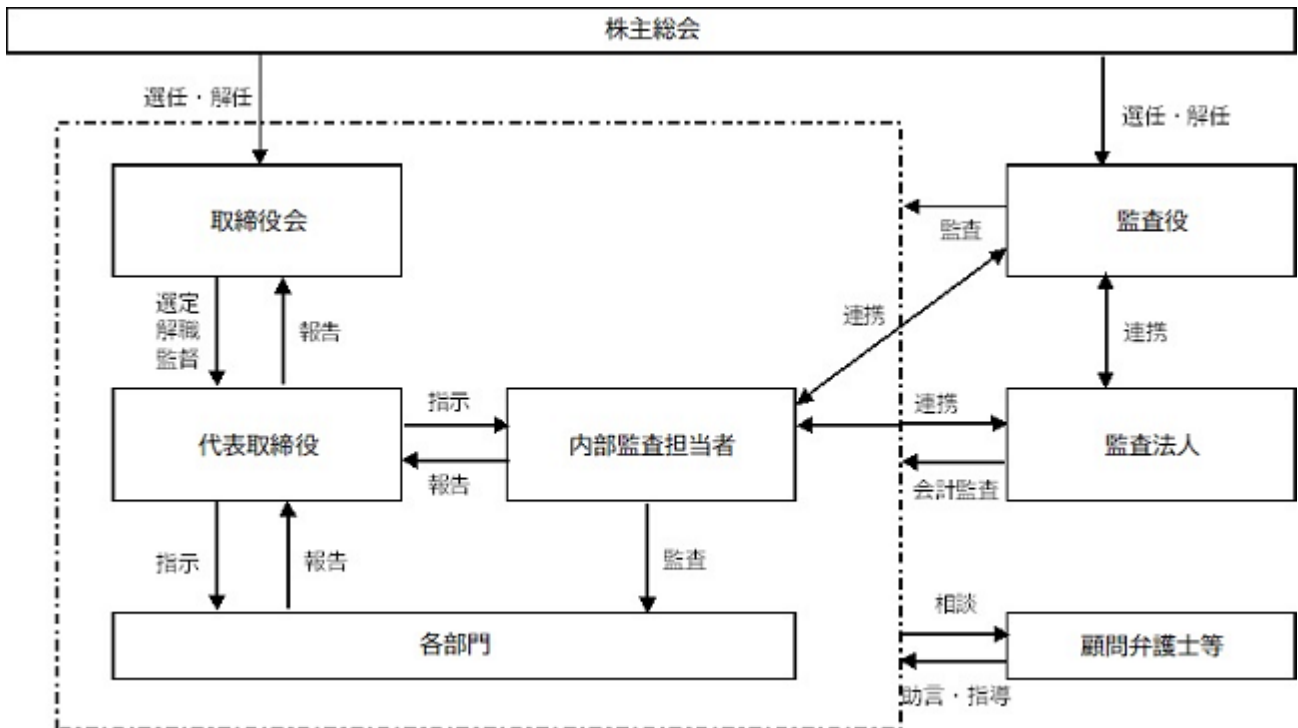 株主総会
選任・解任
選任・解任
取締役会
監査役
監査
選定
解職
監督
報告
連携
連携
代表取締役
指示
報告
内部監査担当者
連携
会計監査
監査法人
指示
報告
監査
各部門
相談
助言・指導
顧問弁護士等